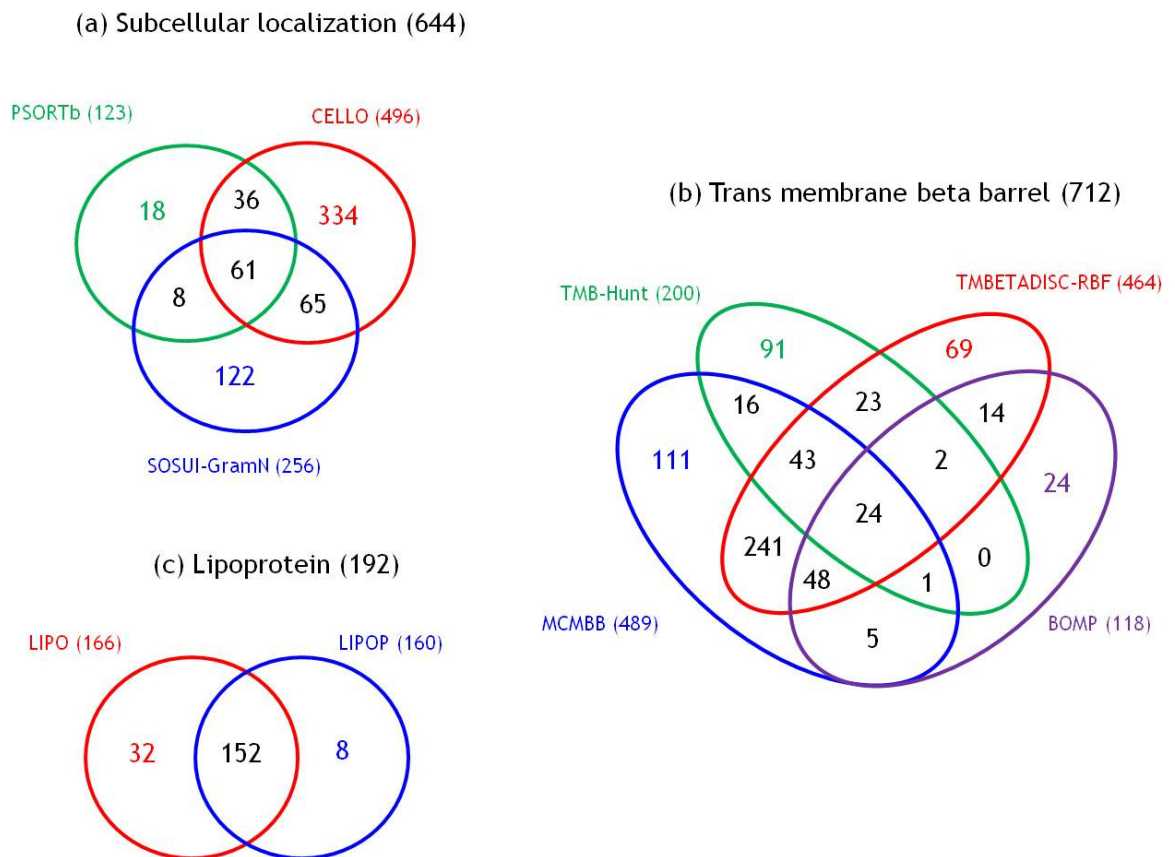 (a) Subcellular localization (644)
PSORTb (123)
CELLO (496)
18
36
334
61
8
65
122
SOSUI-GramN (256)
(b) Trans membrane beta barrel (712)
TMB-Hunt (200)
TMBETADISC-RBF (464)
91
69
16
23
14
111
43
2
24
24
241
48
1
0
MCMBB (489)
5
BOMP (118)
(c) Lipoprotein (192)
LIPO (166)
LIPOP (160)
32
152
8